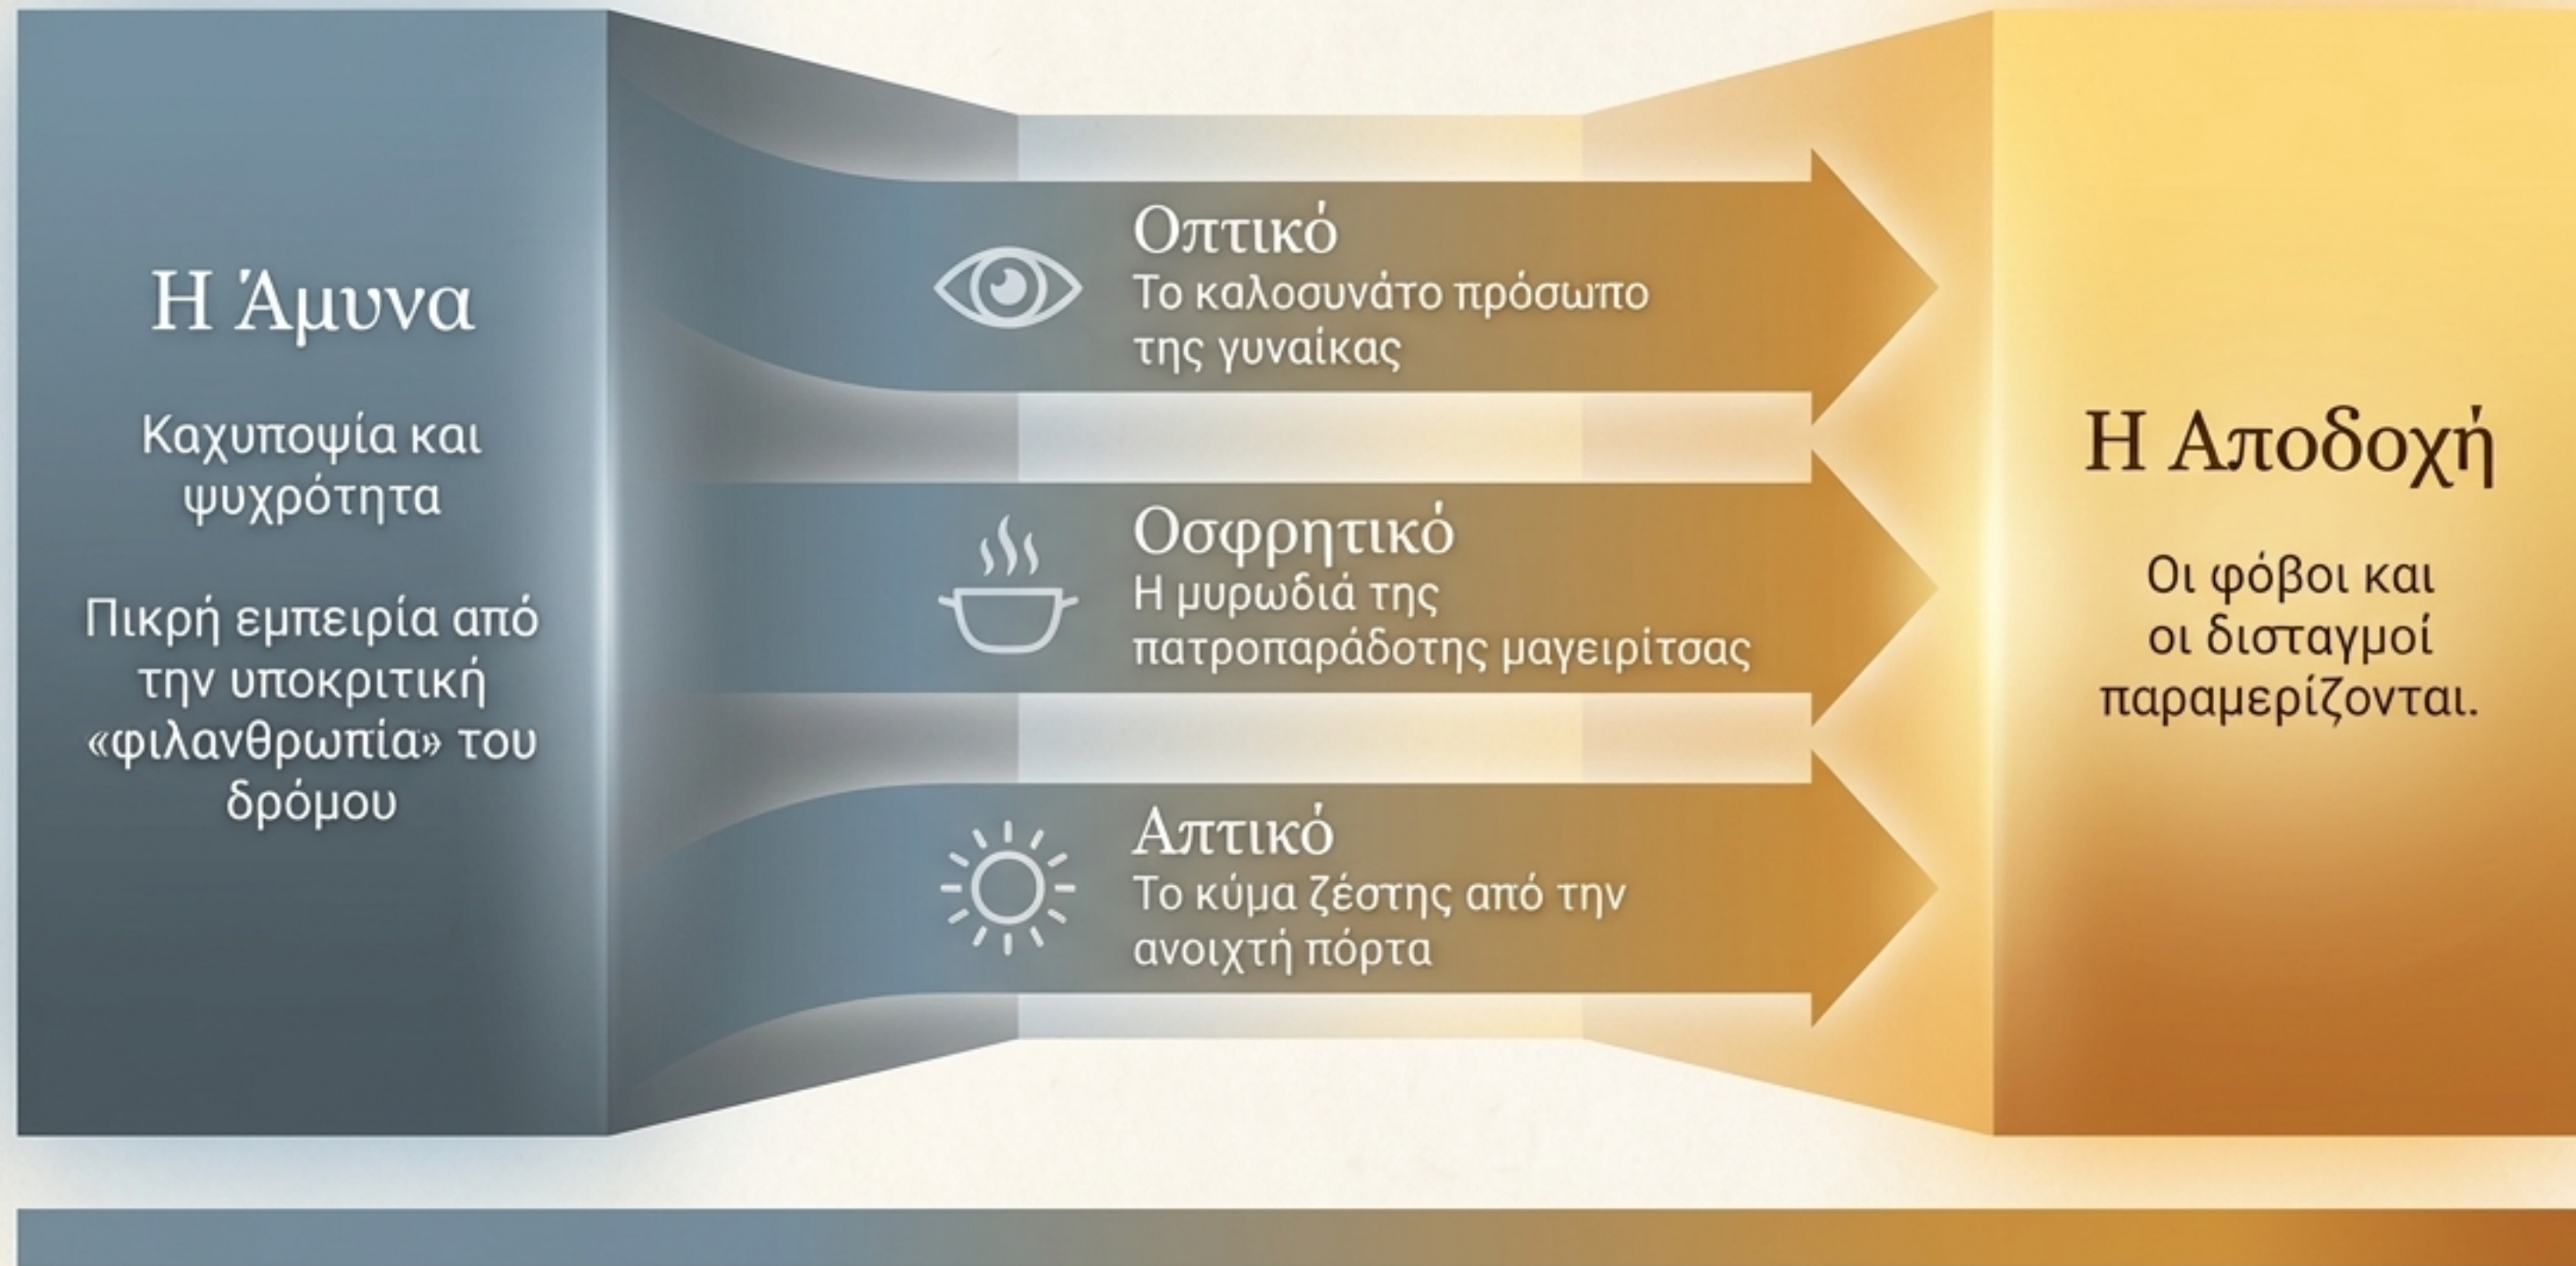 Η Άμυνα
Καχυποψία και
ψυχρότητα
Πικρή εμπειρία από
την υποκριτική
«φιλανθρωπία» του
δρόμου
Οπτικό
Το καλοσυνάτο πρόσωπο
της γυναίκας
Οσφρητικό
Η μυρωδιά της
πατροπαράδοτης μαγειρίτσας
Απτικό
Το κύμα ζέστης από την
ανοιχτή πόρτα
Η Αποδοχή
Οι φόβοι και
οι δισταγμοί
παραμερίζονται.